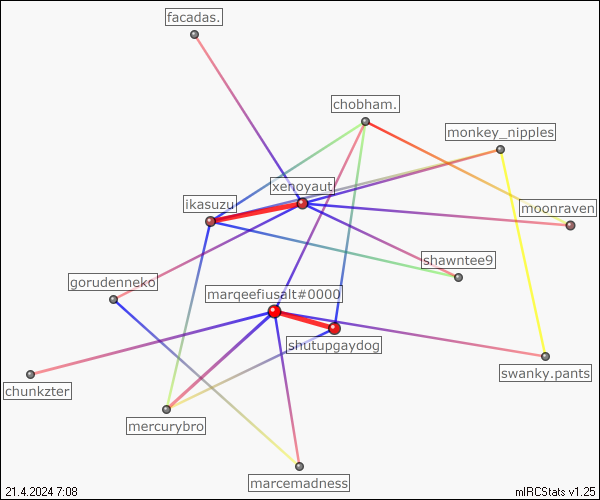 facadas.
chobham.
monkey_nipples
xenoyaut
ikasuzu
moonraven
shawntee9
gorudenneko
marqeefiusalt#0000
shutupgaydog
swanky.pants
chunkzter
mercurybro
marcemadness
21.4.2024 7:08
mIRCStats v1.25